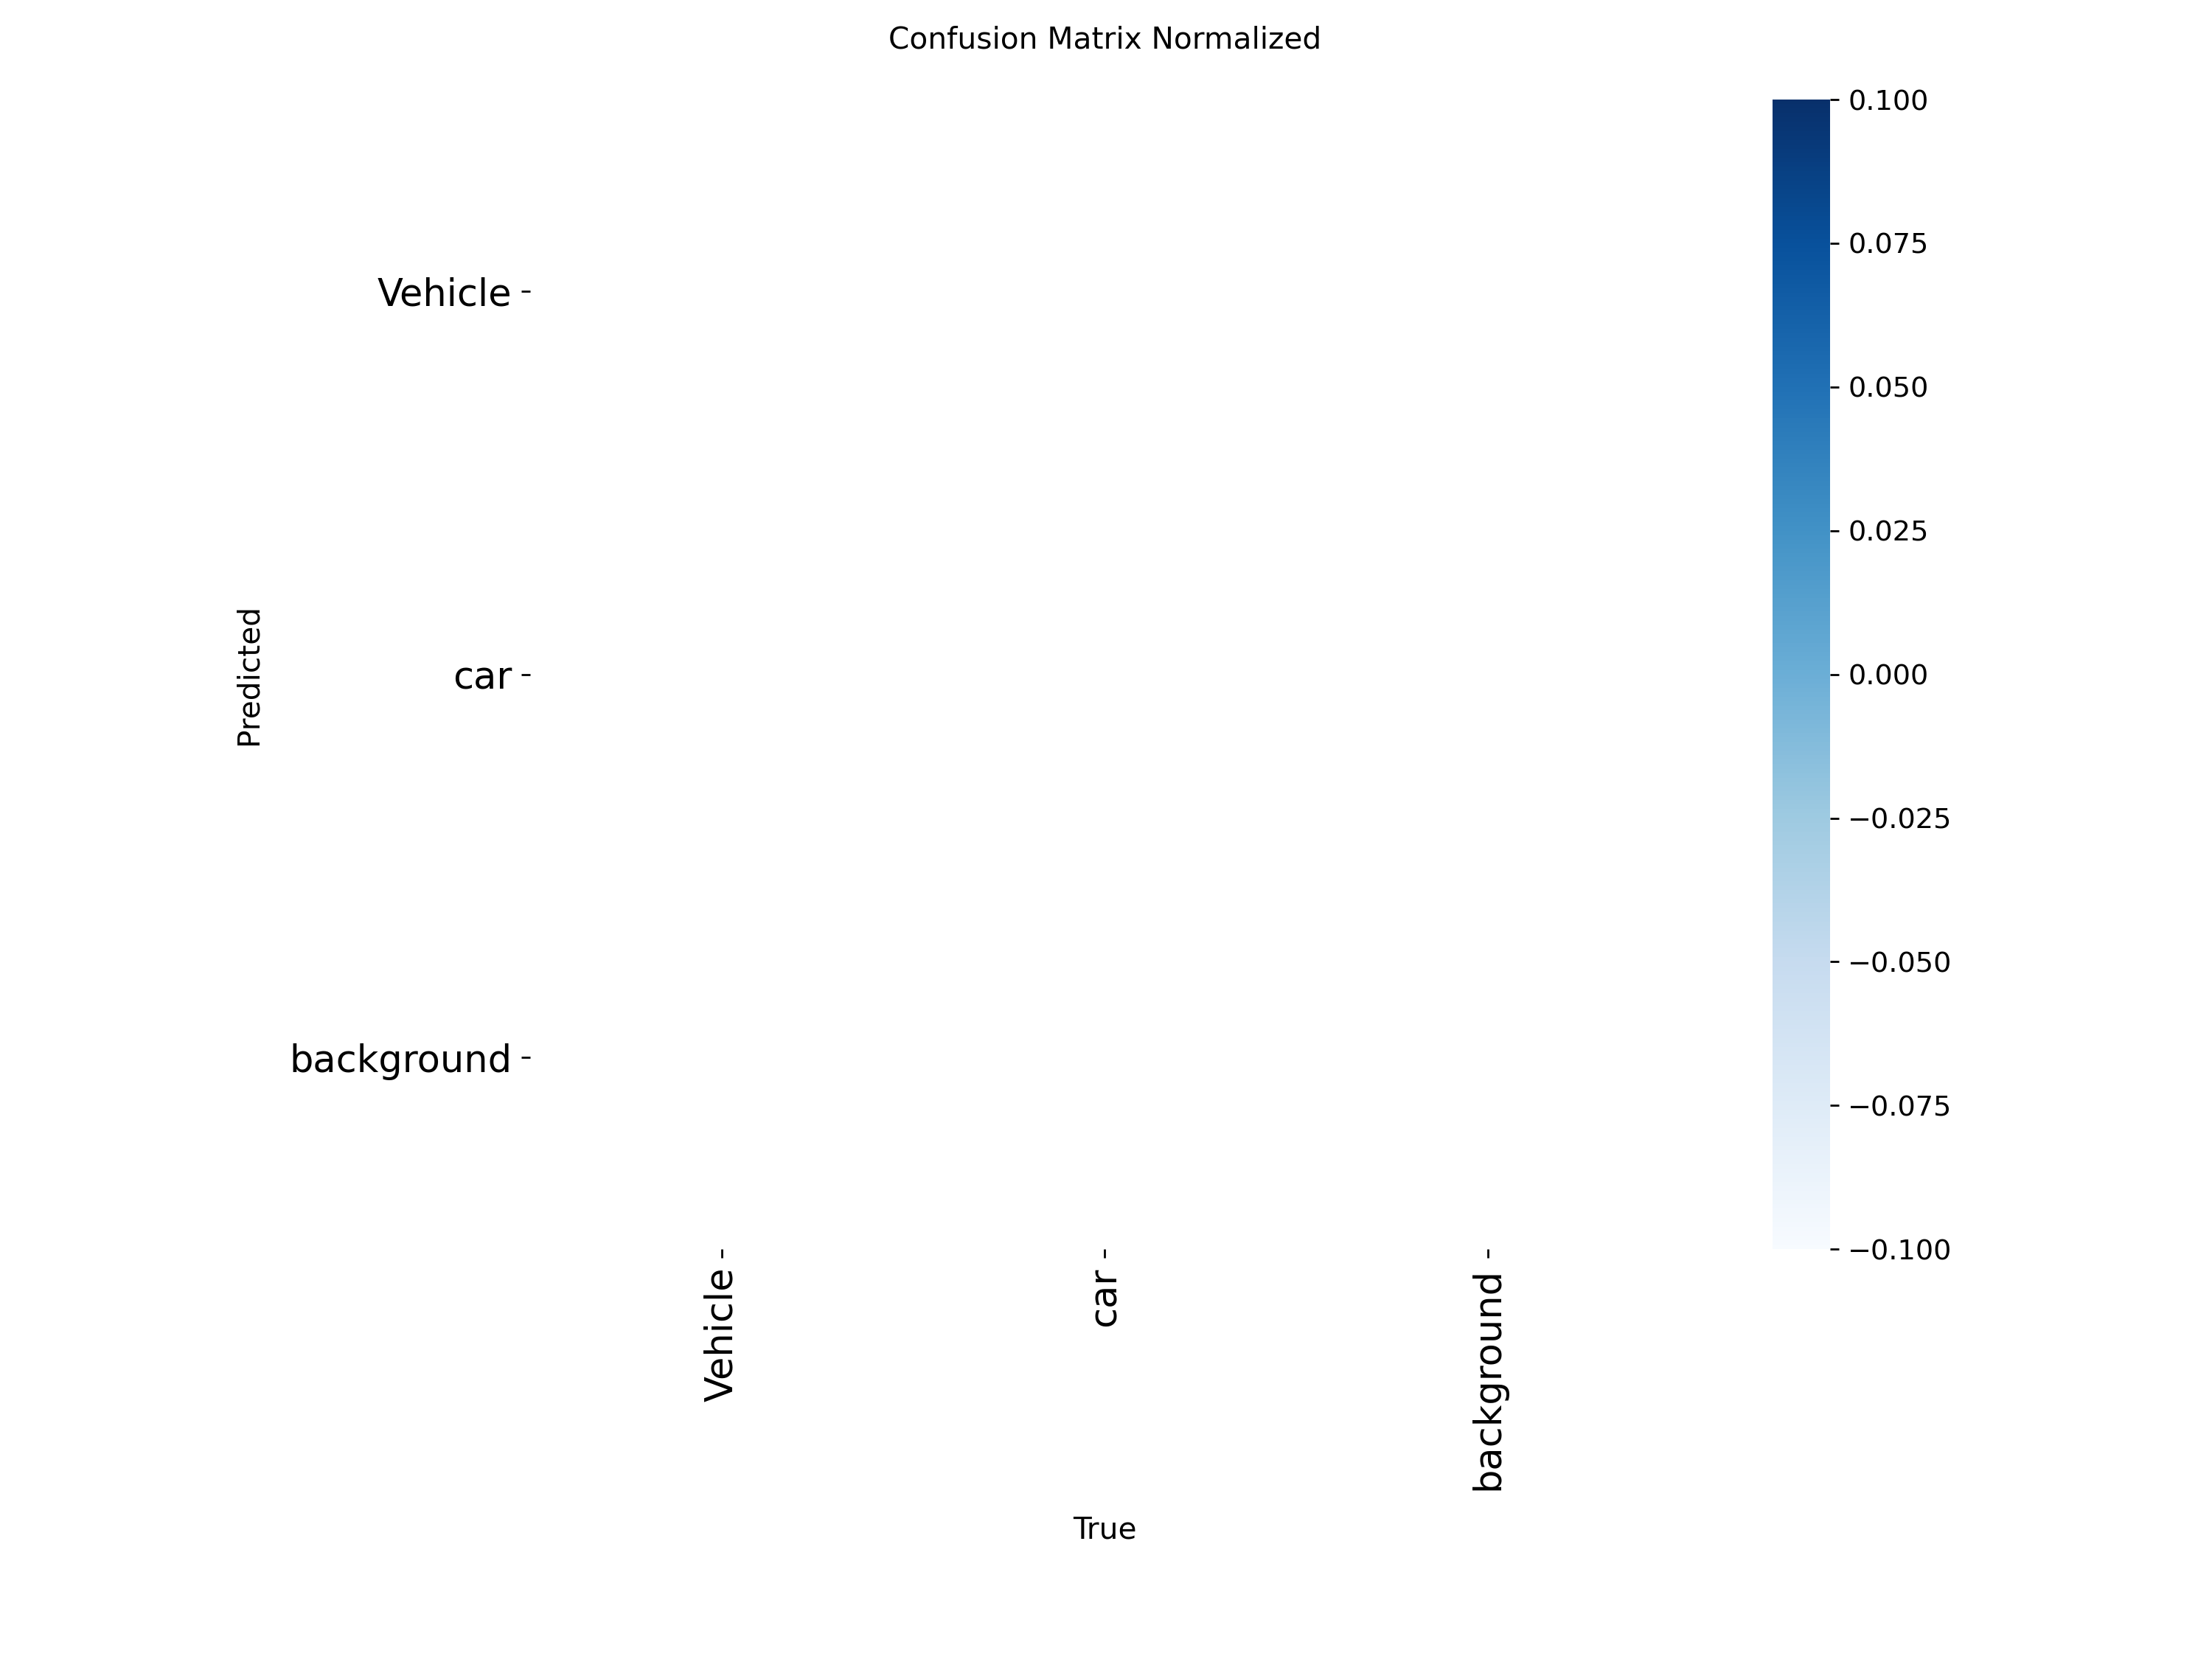 Confusion Matrix Normalized
Vehicle
car
background
Predicted
Vehicle
car
background
True
0.100
0.075
0.050
0.025
0.000
−0.025
−0.050
−0.075
−0.100